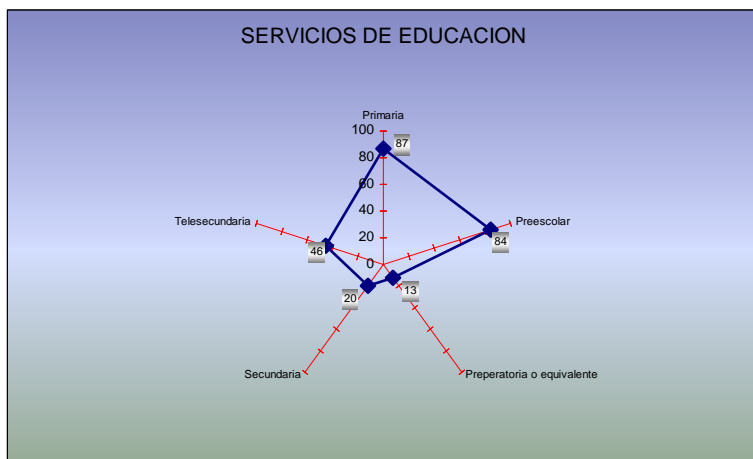 SERVICIOS DE EDUCACION
Primaria
100
87
80
60
40
20
0
Telesecundaria
Preescolar
46
84
20
13
Secundaria
Preperatoria o equivalente